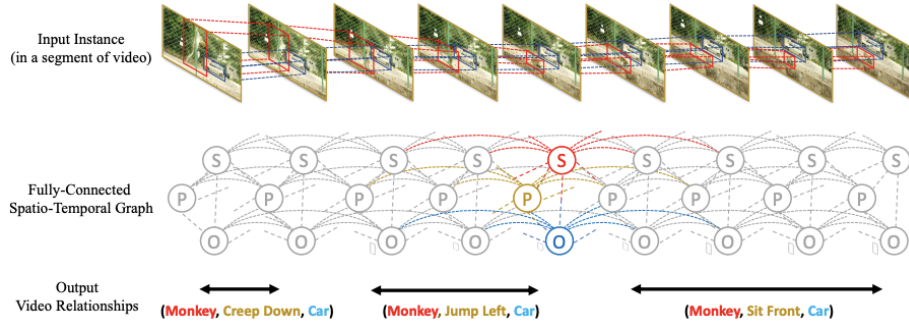 Input Instance
(in a segment of video)
S S S S S S S S S
Fully-Connected
Spatio-Temporal Graph
P P P P P P P P P
O O O O O O O O O
Output
Video Relationships
(Monkey, Creep Down, Car) (Monkey, Jump Left, Car) (Monkey, Sit Front, Car)